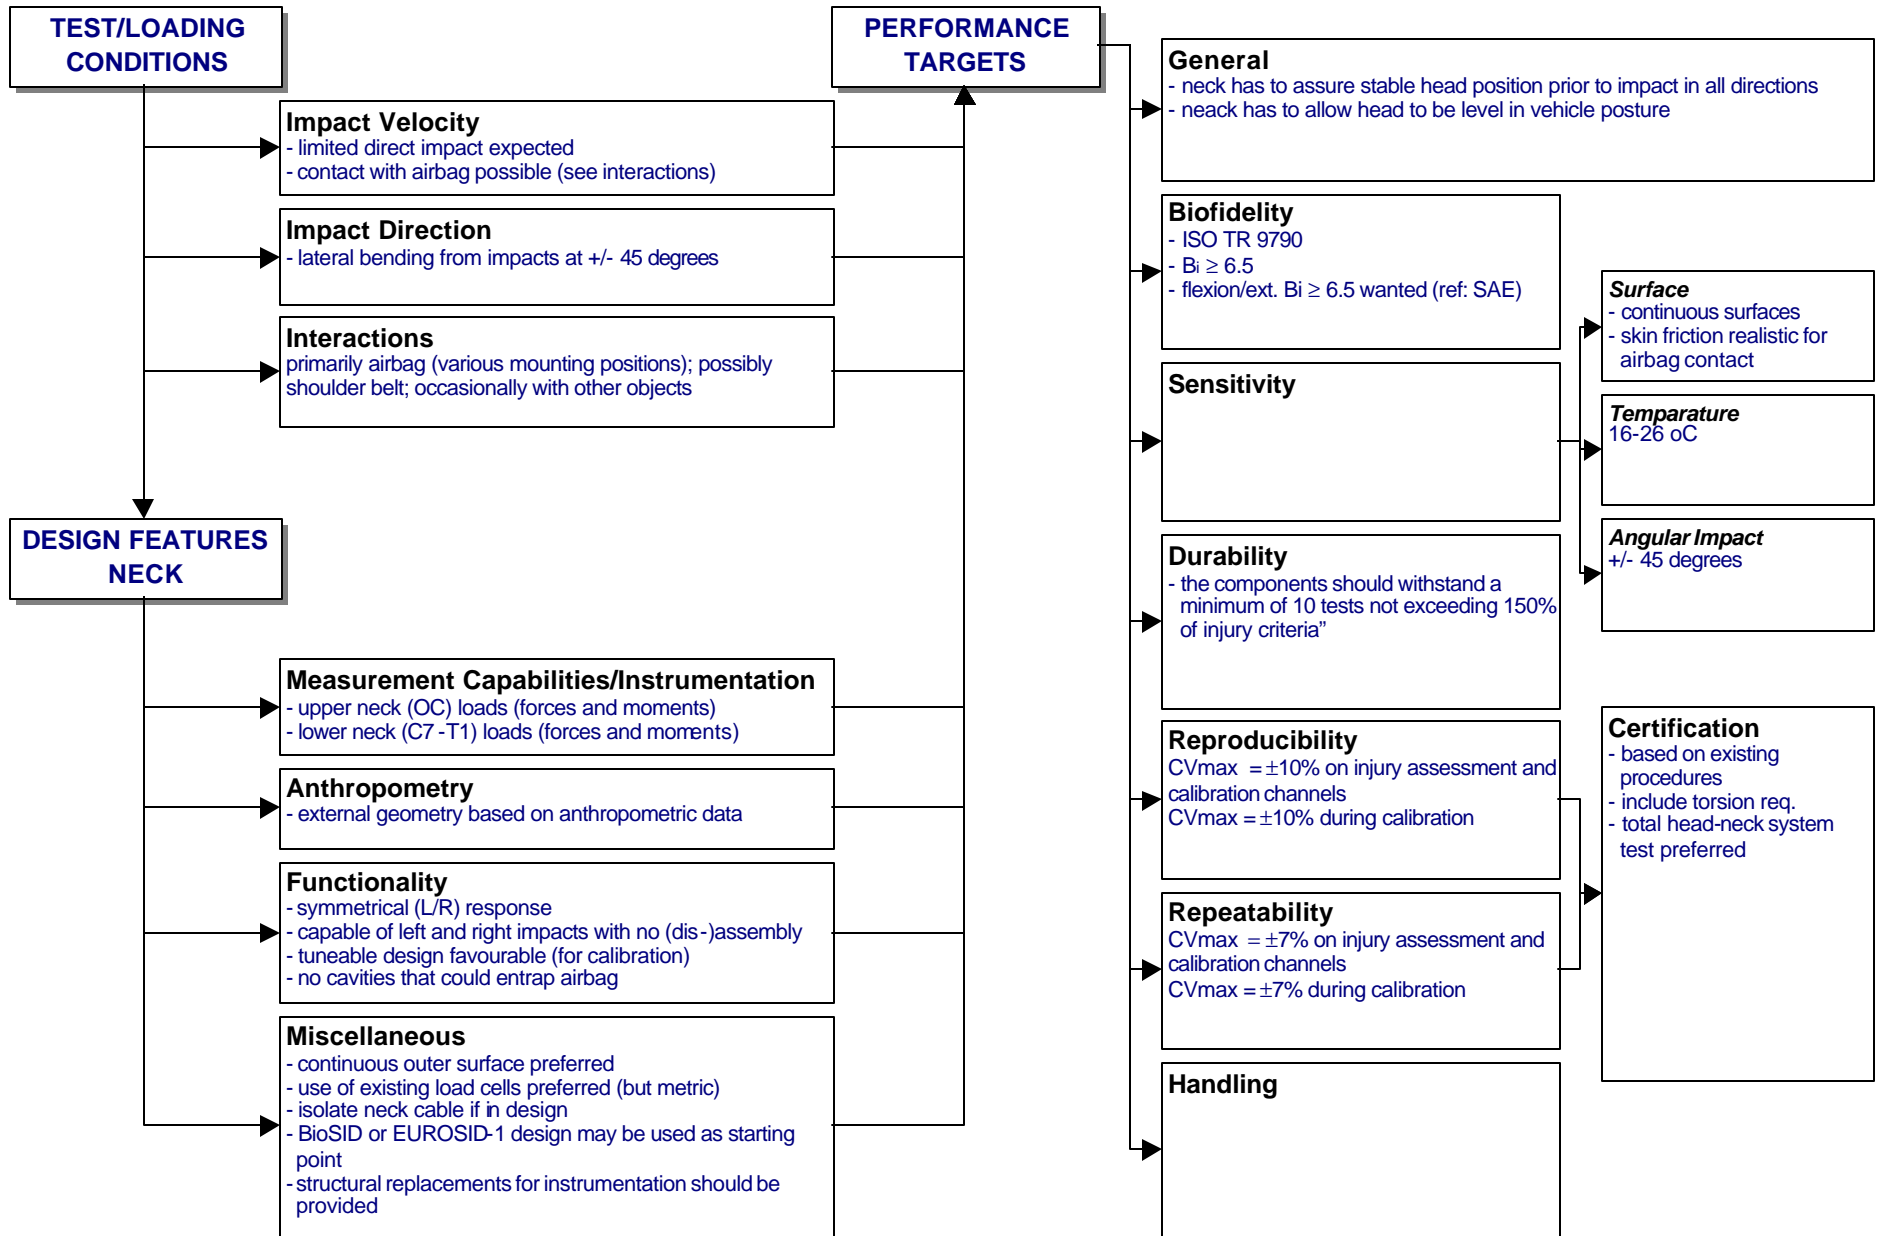 TEST/LOADING
CONDITIONS
Impact Velocity
- limited direct impact expected
- contact with airbag possible (see interactions)
Impact Direction
- lateral bending from impacts at +/- 45 degrees
Interactions
primarily airbag (various mounting positions); possibly
shoulder belt; occasionally with other objects
DESIGN FEATURES
NECK
Measurement Capabilities/Instrumentation
- upper neck (OC) loads (forces and moments)
- lower neck (C7-T1) loads (forces and moments)
Anthropometry
- external geometry based on anthropometric data
Functionality
- symmetrical (L/R) response
- capable of left and right impacts with no (dis-)assembly
- tuneable design favourable (for calibration)
- no cavities that could entrap airbag
Miscellaneous
- continuous outer surface preferred
- use of existing load cells preferred (but metric)
- isolate neck cable if in design
- BioSID or EUROSID-1 design may be used as starting
point
- structural replacements for instrumentation should be
provided
PERFORMANCE
TARGETS
General
- neck has to assure stable head position prior to impact in all directions
- neack has to allow head to be level in vehicle posture
Biofidelity
- ISO TR 9790
- Bi ≥ 6.5
- flexion/ext. Bi ≥ 6.5 wanted (ref: SAE)
Sensitivity
Surface
- continuous surfaces
- skin friction realistic for
airbag contact
Temparature
16-26 oC
Angular Impact
+/- 45 degrees
Durability
- the components should withstand a
minimum of 10 tests not exceeding 150%
of injury criteria”
Reproducibility
CVmax = ±10% on injury assessment and
calibration channels
CVmax = ±10% during calibration
Repeatability
CVmax = ±7% on injury assessment and
calibration channels
CVmax = ±7% during calibration
Certification
- based on existing
procedures
- include torsion req.
- total head-neck system
test preferred
Handling